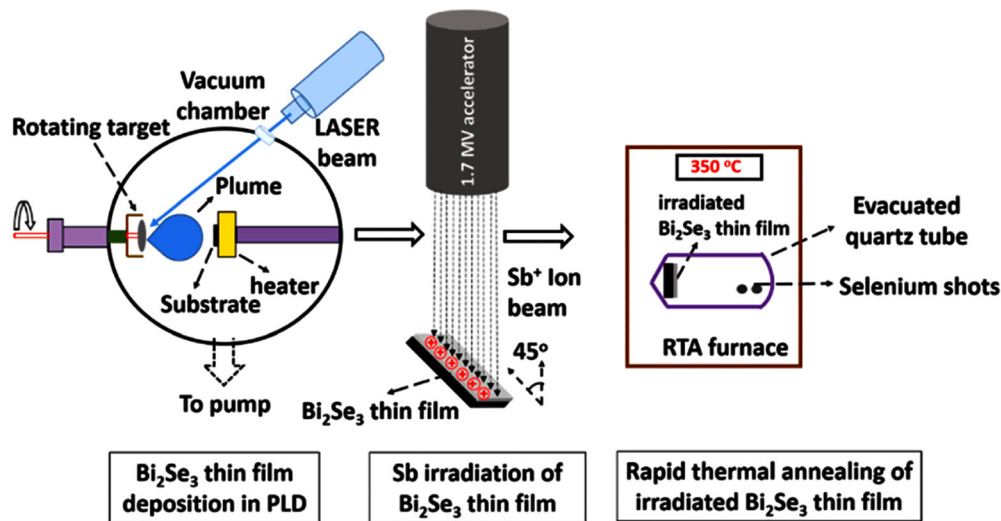 Vacuum
chamber
LASER
beam
Rotating target
Plume
Substrate
heater
To pump
1.7 MV accelerator
Sb⁺ Ion
beam
45°
Bi₂Se₃ thin film
350 °C
irradiated
Bi₂Se₃ thin film
Evacuated
quartz tube
Selenium shots
RTA furnace
Bi₂Se₃ thin film
deposition in PLD
Sb irradiation of
Bi₂Se₃ thin film
Rapid thermal annealing of
irradiated Bi₂Se₃ thin film